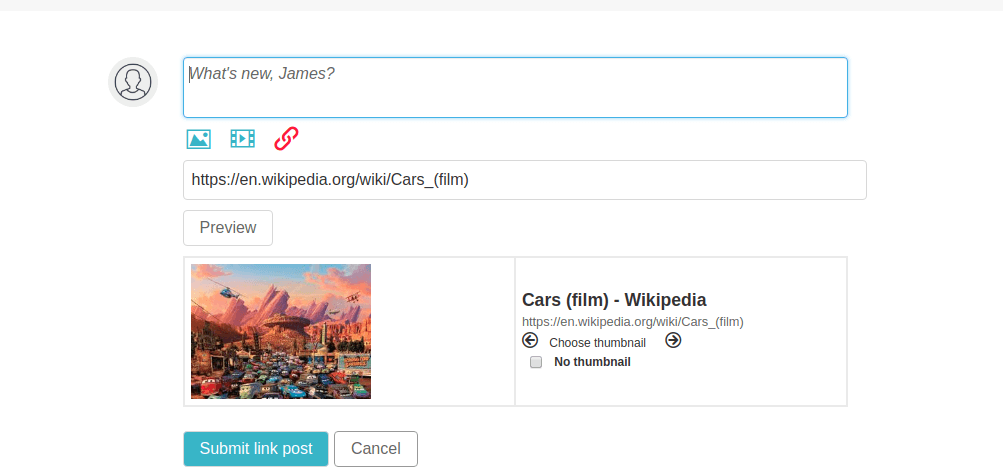 What's new, James?
https://en.wikipedia.org/wiki/Cars_(film)
Preview
Cars (film) - Wikipedia
https://en.wikipedia.org/wiki/Cars_(film)
Choose thumbnail
No thumbnail
Submit link post
Cancel